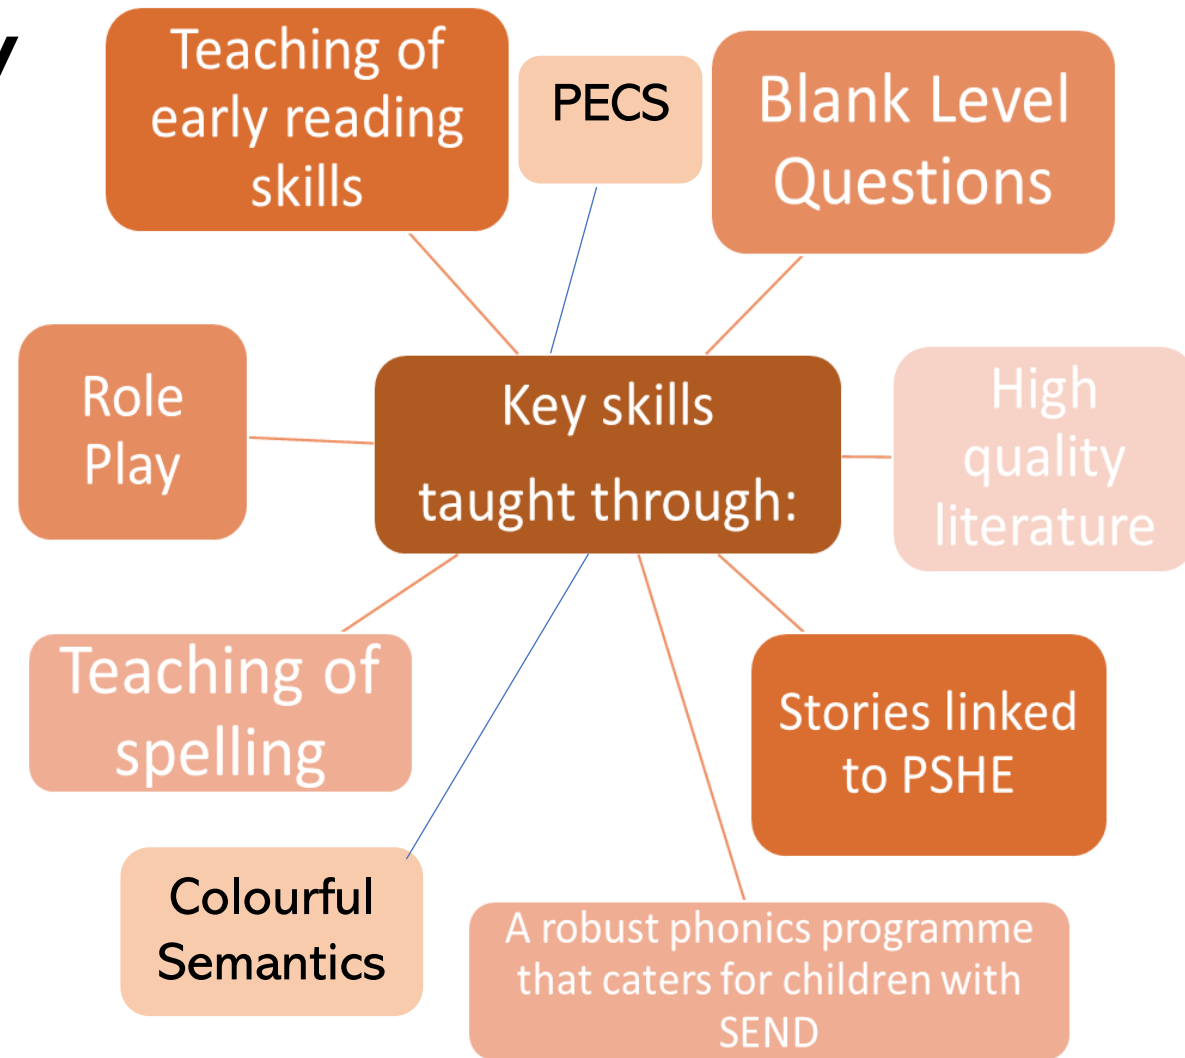 y
Teaching of
early reading
skills
PECS
Blank Level
Questions
Role
Play
Key skills
taught through:
High
quality
literature
Teaching of
spelling
Stories linked
to PSHE
Colourful
Semantics
A robust phonics programme
that caters for children with
SEND